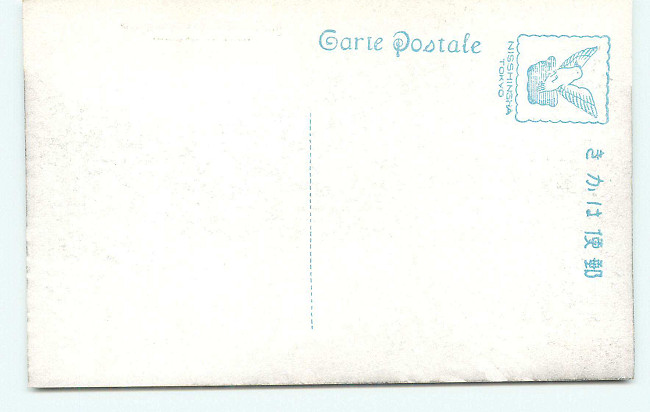 Carte Postale
NISSHINSHA
TOKYO
郵便はかき